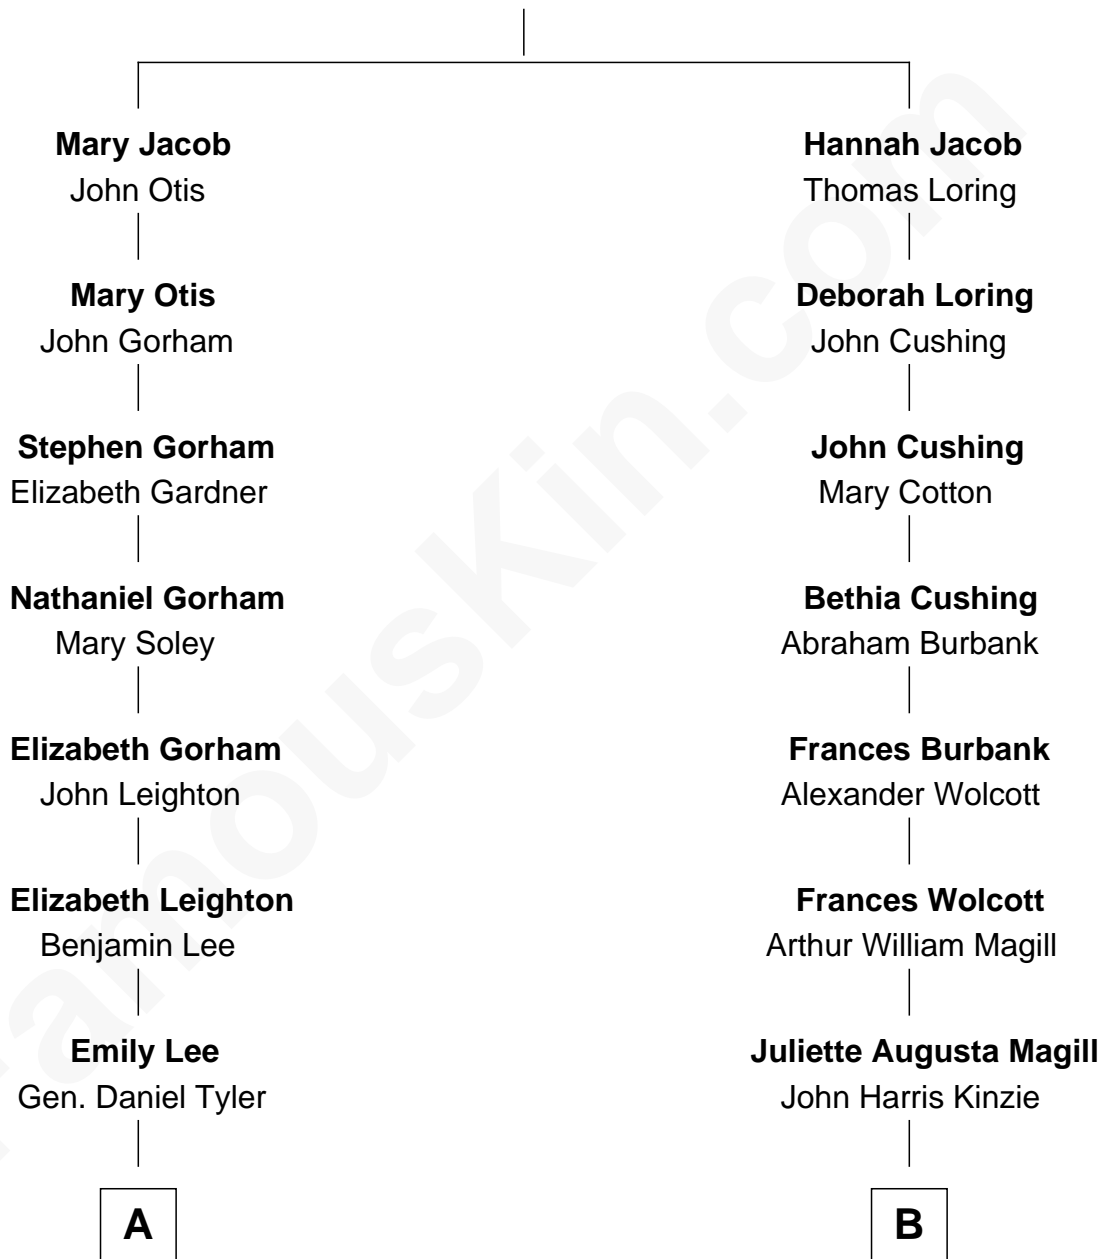 Mary Jacob
John Otis
Mary Otis
John Gorham
Stephen Gorham
Elizabeth Gardner
Nathaniel Gorham
Mary Soley
Elizabeth Gorham
John Leighton
Elizabeth Leighton
Benjamin Lee
Emily Lee
Gen. Daniel Tyler
A
Hannah Jacob
Thomas Loring
Deborah Loring
John Cushing
John Cushing
Mary Cotton
Bethia Cushing
Abraham Burbank
Frances Burbank
Alexander Wolcott
Frances Wolcott
Arthur William Magill
Juliette Augusta Magill
John Harris Kinzie
B
FamousKin.com